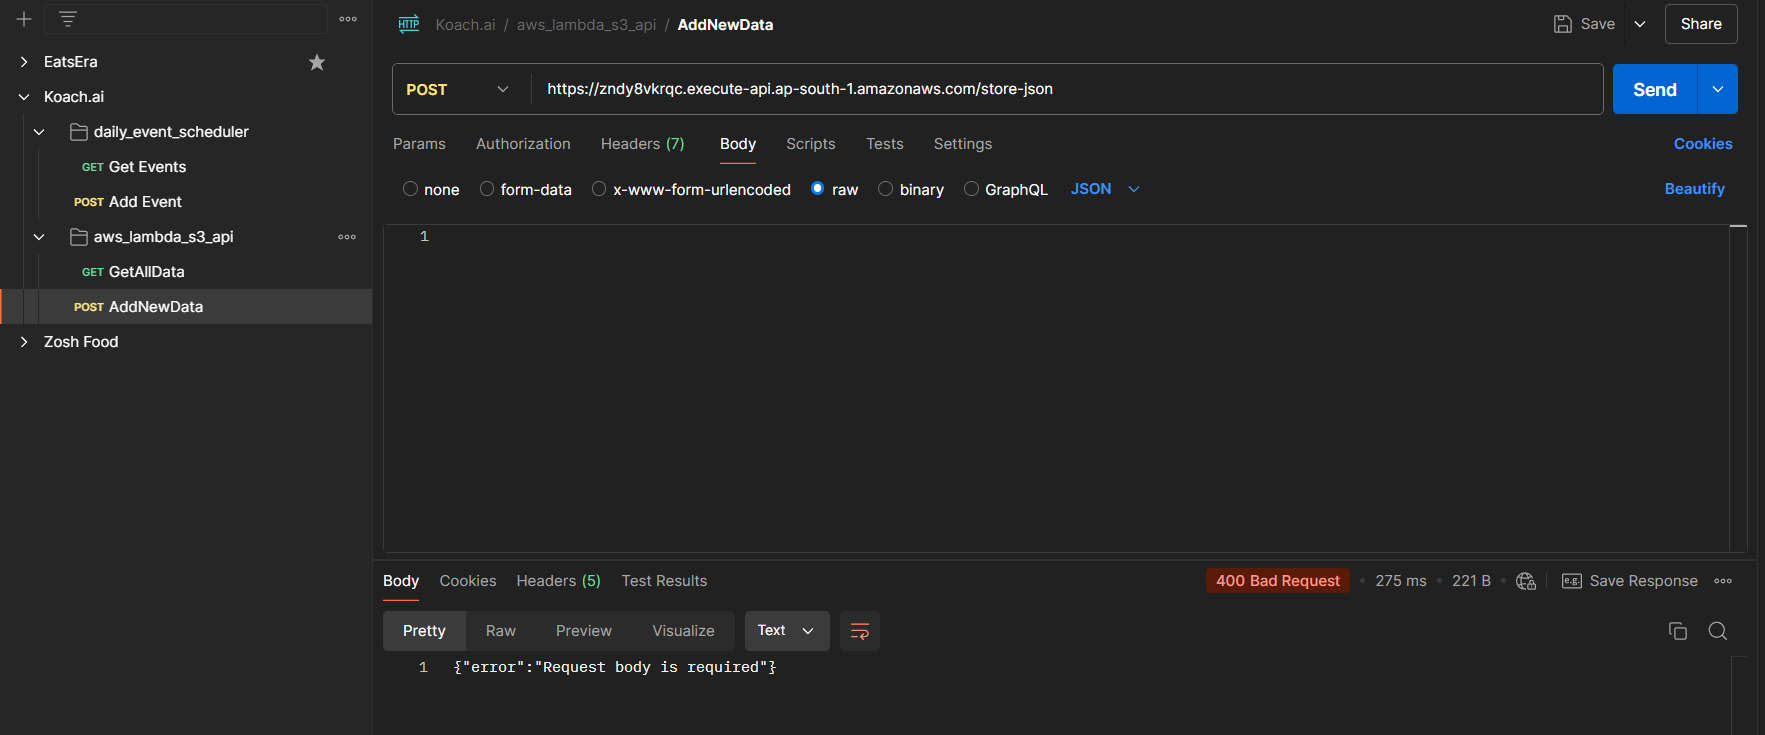 EatsEra
Koach.ai
daily_event_scheduler
GET Get Events
POST Add Event
aws_lambda_s3_api
GET GetAllData
POST AddNewData
Zosh Food
HTTP Koach.ai / aws_lambda_s3_api / AddNewData
Save
Share
POST https://zndy8vkrqc.execute-api.ap-south-1.amazonaws.com/store-json
Send
Params Authorization Headers (7) Body Scripts Tests Settings Cookies
none form-data x-www-form-urlencoded raw binary GraphQL JSON Beautify
1
Body Cookies Headers (5) Test Results 400 Bad Request • 275 ms • 221 B • e.g. Save Response
Pretty Raw Preview Visualize Text
1 {"error":"Request body is required"}